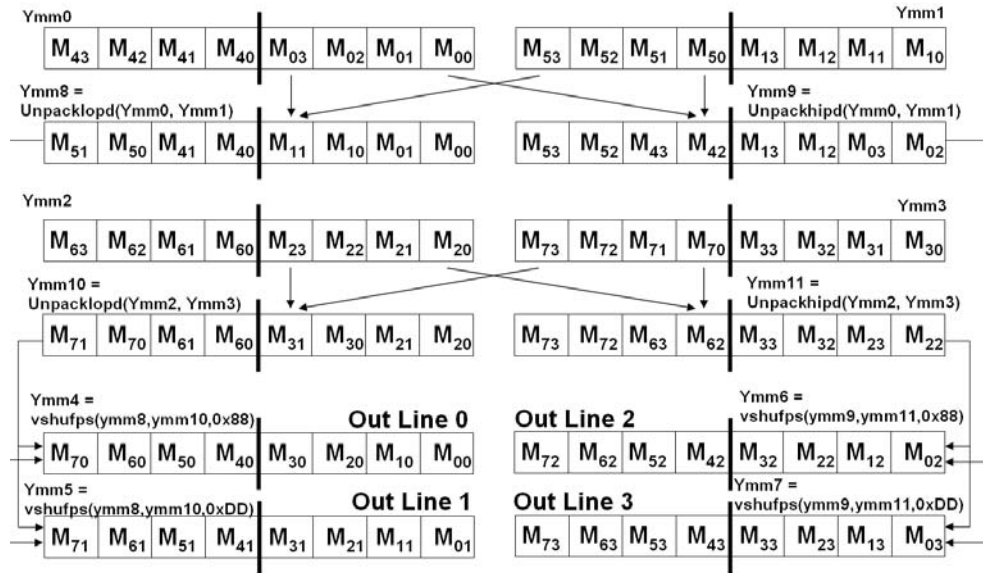 Ymm0 Ymm1
M43 M42 M41 M40 M03 M02 M01 M00 M53 M52 M51 M50 M13 M12 M11 M10
Ymm8 = Ymm9 =
Unpacklopd(Ymm0, Ymm1) Unpackhipd(Ymm0, Ymm1)
M51 M50 M41 M40 M11 M10 M01 M00 M53 M52 M43 M42 M13 M12 M03 M02
Ymm2 Ymm3
M63 M62 M61 M60 M23 M22 M21 M20 M73 M72 M71 M70 M33 M32 M31 M30
Ymm10 = Ymm11 =
Unpacklopd(Ymm2, Ymm3) Unpackhipd(Ymm2, Ymm3)
M71 M70 M61 M60 M31 M30 M21 M20 M73 M72 M63 M62 M33 M32 M23 M22
Ymm4 = Ymm6 =
vshufps(ymm8,ymm10,0x88) Out Line 0 Out Line 2 vshufps(ymm9,ymm11,0x88)
M70 M60 M50 M40 M30 M20 M10 M00 M72 M62 M52 M42 M32 M22 M12 M02
Ymm5 = Ymm7 =
vshufps(ymm8,ymm10,0xDD) Out Line 1 Out Line 3 vshufps(ymm9,ymm11,0xDD)
M71 M61 M51 M41 M31 M21 M11 M01 M73 M63 M53 M43 M33 M23 M13 M03